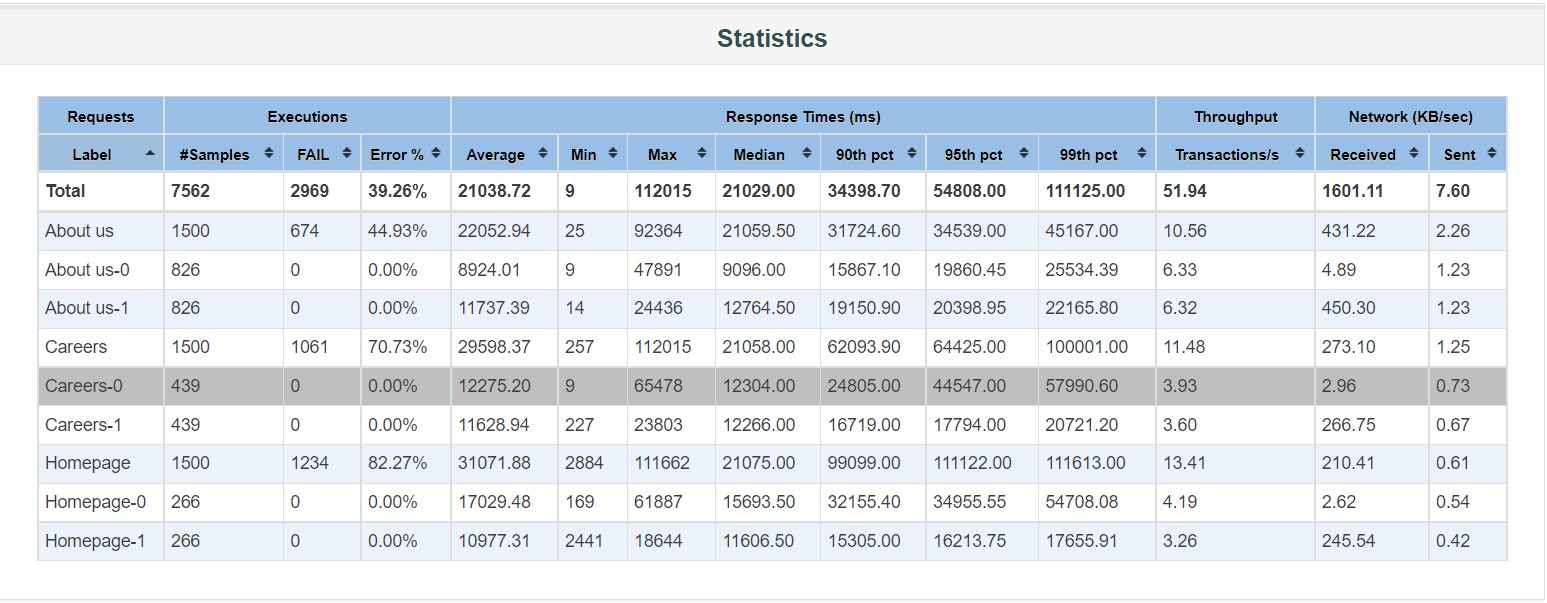 Statistics
Requests Executions Response Times (ms) Throughput Network (KB/sec)
Label #Samples FAIL Error % Average Min Max Median 90th pct 95th pct 99th pct Transactions/s Received Sent
Total 7562 2969 39.26% 21038.72 9 112015 21029.00 34398.70 54808.00 111125.00 51.94 1601.11 7.60
About us 1500 674 44.93% 22052.94 25 92364 21059.50 31724.60 34539.00 45167.00 10.56 431.22 2.26
About us-0 826 0 0.00% 8924.01 9 47891 9096.00 15867.10 19860.45 25534.39 6.33 4.89 1.23
About us-1 826 0 0.00% 11737.39 14 24436 12764.50 19150.90 20398.95 22165.80 6.32 450.30 1.23
Careers 1500 1061 70.73% 29598.37 257 112015 21058.00 62093.90 64425.00 100001.00 11.48 273.10 1.25
Careers-0 439 0 0.00% 12275.20 9 65478 12304.00 24805.00 44547.00 57990.60 3.93 2.96 0.73
Careers-1 439 0 0.00% 11628.94 227 23803 12266.00 16719.00 17794.00 20721.20 3.60 266.75 0.67
Homepage 1500 1234 82.27% 31071.88 2884 111662 21075.00 99099.00 111122.00 111613.00 13.41 210.41 0.61
Homepage-0 266 0 0.00% 17029.48 169 61887 15693.50 32155.40 34955.55 54708.08 4.19 2.62 0.54
Homepage-1 266 0 0.00% 10977.31 2441 18644 11606.50 15305.00 16213.75 17655.91 3.26 245.54 0.42